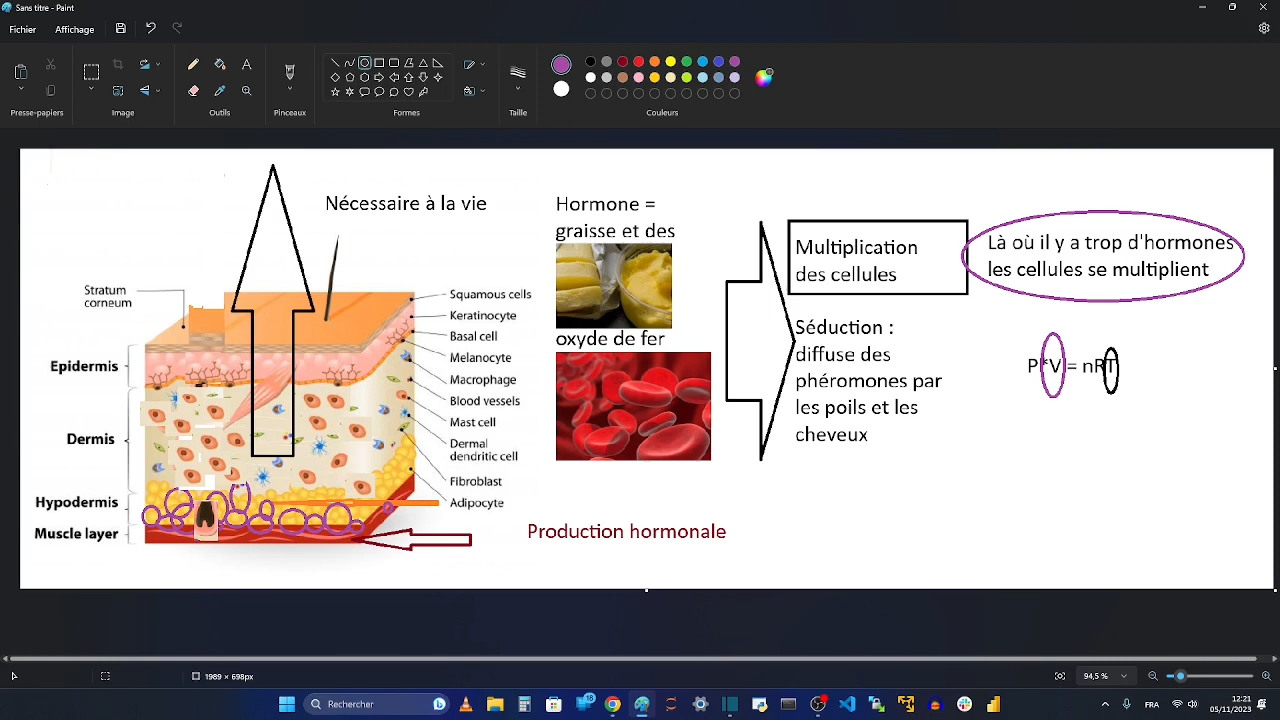 Sans titre - Paint
Fichier
Affichage
Presse-papiers
Image
Outils
Pinceaux
Formes
Taille
Couleurs
Nécessaire à la vie
Stratum
corneum
Epidermis
Dermis
Hypodermis
Muscle layer
Squamous cells
Keratinocyte
Basal cell
Melanocyte
Macrophage
Blood vessels
Mast cell
Dermal
dendritic cell
Fibroblast
Adipocyte
Hormone =
graisse et des
oxyde de fer
Production hormonale
Multiplication
des cellules
Séduction :
diffuse des
phéromones par
les poils et les
cheveux
Là où il y a trop d'hormones
les cellules se multiplient
P*V = nRT
1989 × 698px
94,5 %
Rechercher
FRA
12:21
05/11/2023